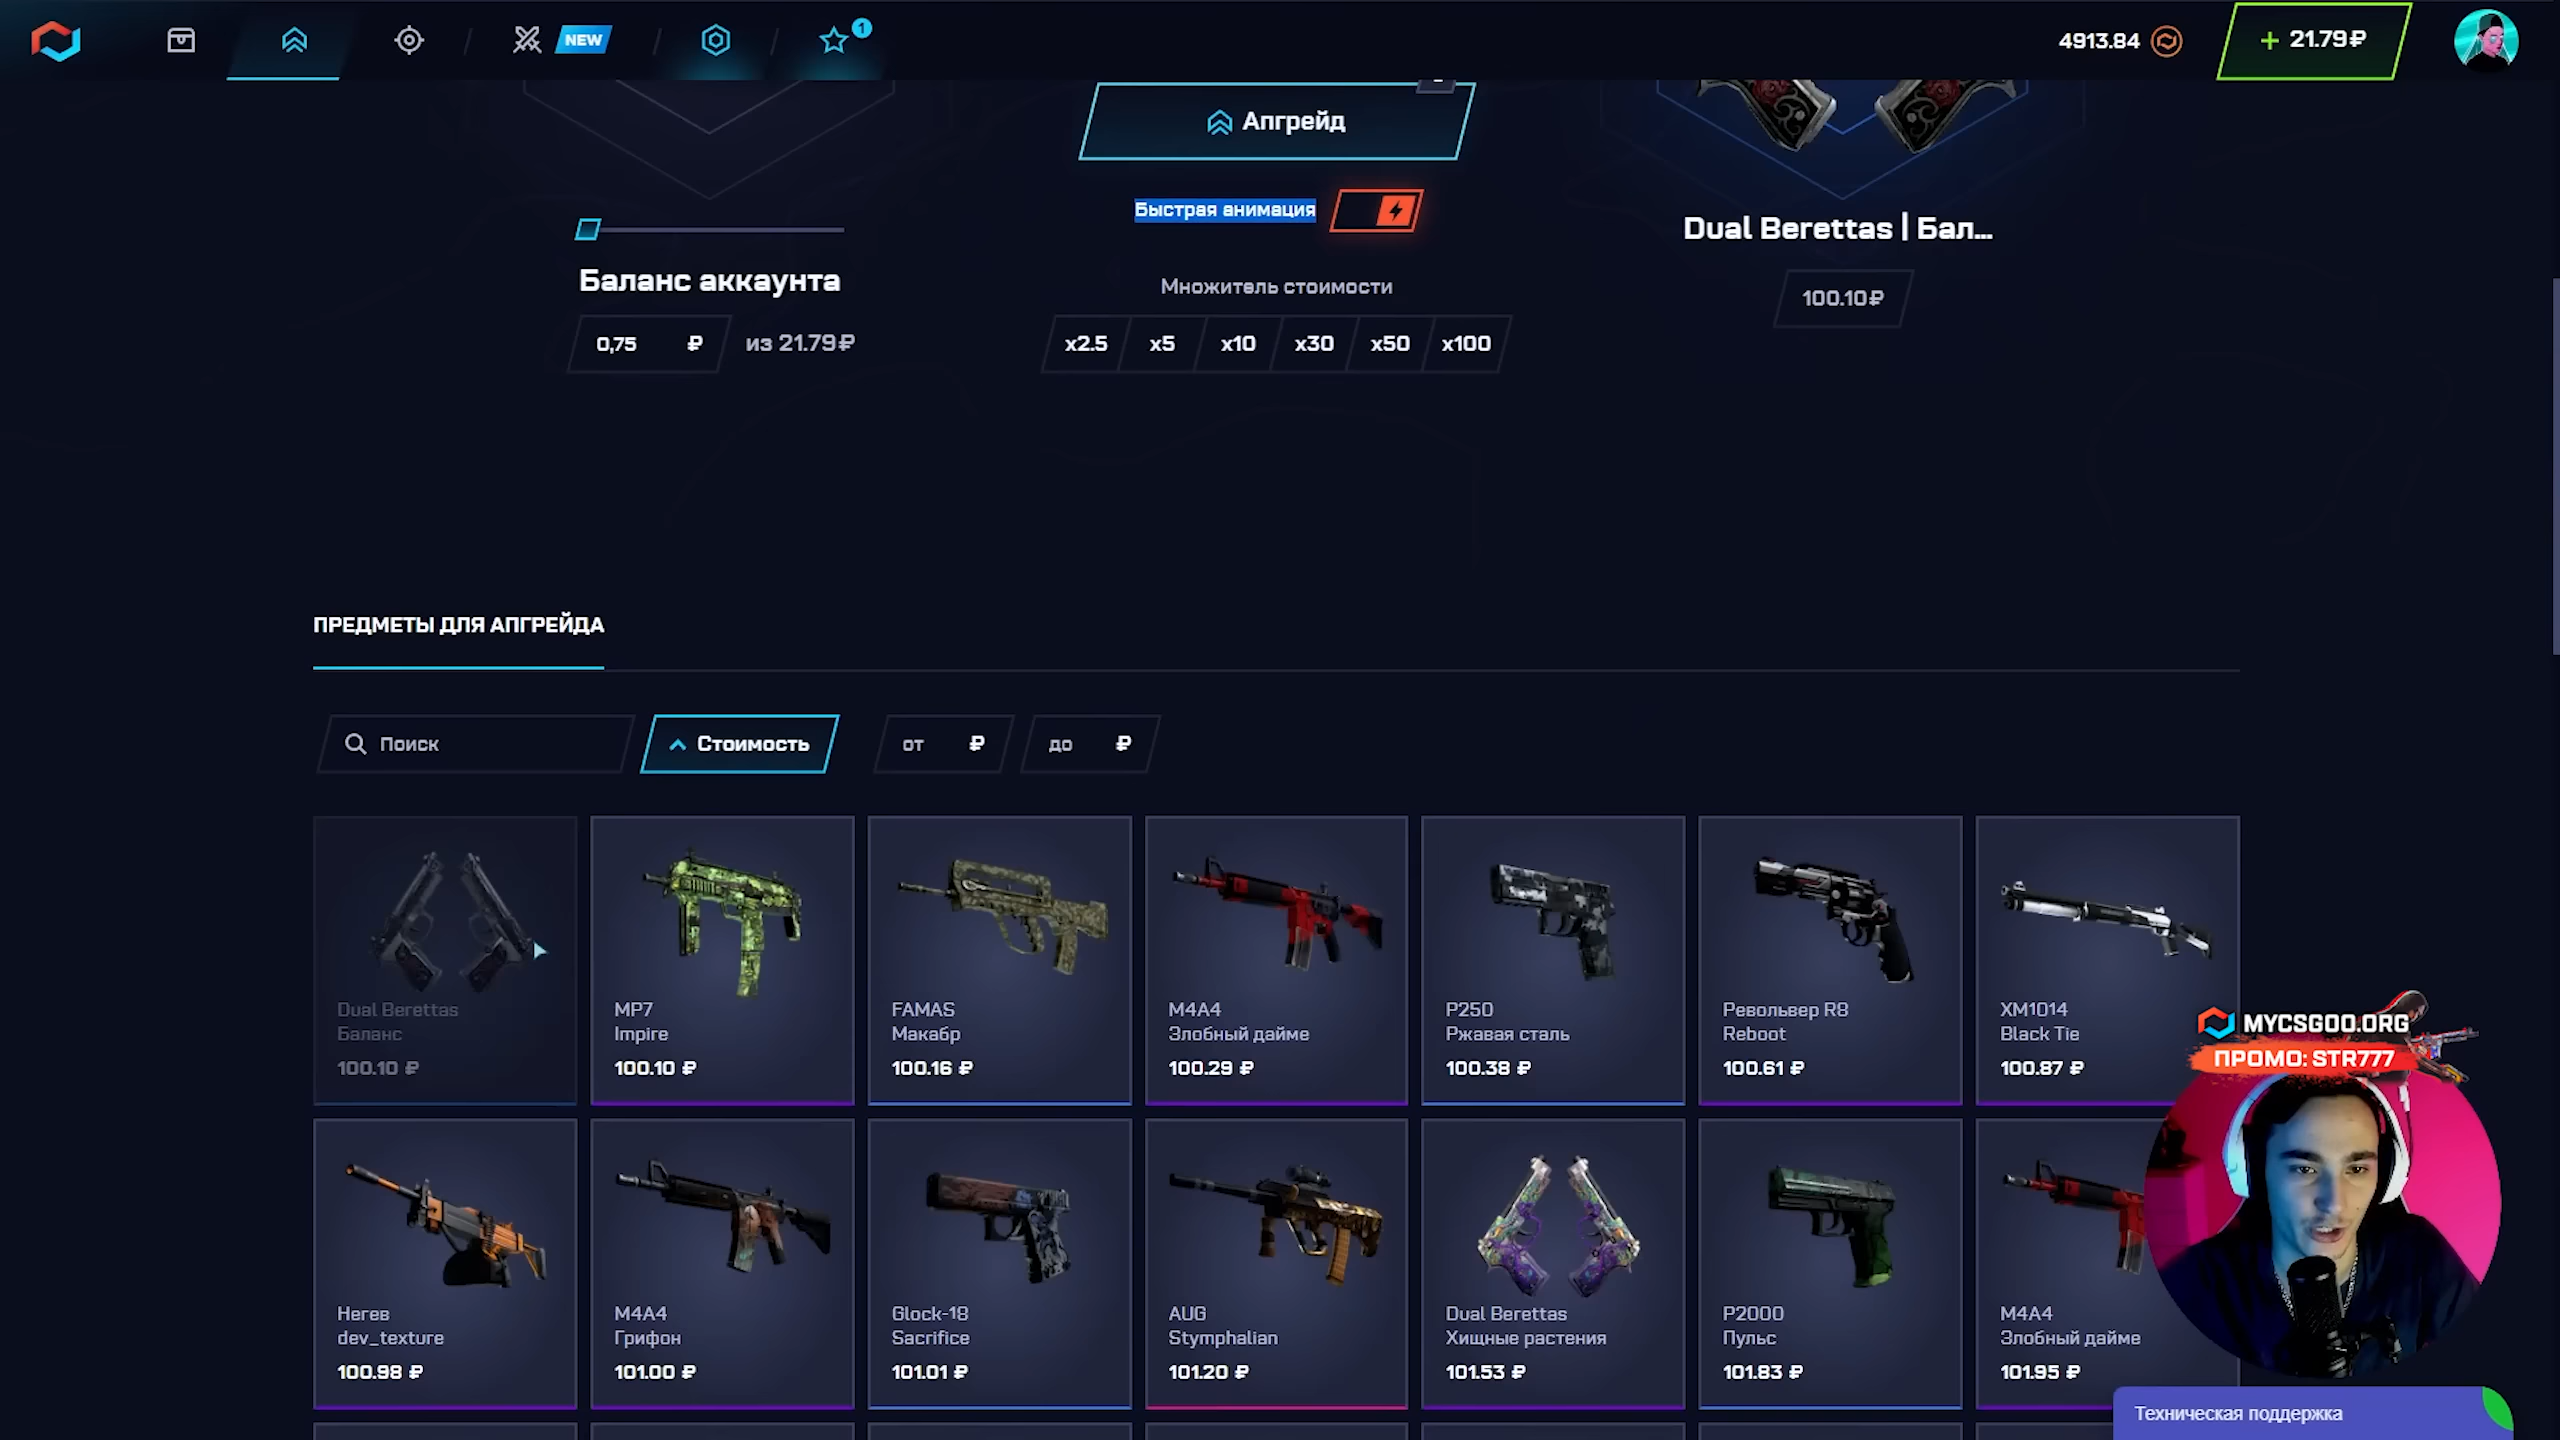 NEW
1
4913.84
+ 21.79₽
Апгрейд
Быстрая анимация
Dual Berettas | Бал...
Баланс аккаунта
Множитель стоимости
100.10₽
0,75 ₽ из 21.79₽
x2.5 x5 x10 x30 x50 x100
ПРЕДМЕТЫ ДЛЯ АПГРЕЙДА
Поиск
Стоимость
от ₽
до ₽
Dual Berettas
Баланс
100.10 ₽
MP7
Impire
100.10 ₽
FAMAS
Макабр
100.16 ₽
M4A4
Злобный дайме
100.29 ₽
P250
Ржавая сталь
100.38 ₽
Револьвер R8
Reboot
100.61 ₽
XM1014
Black Tie
100.87 ₽
MYCSGOO.ORG
ПРОМО: STR777
Негев
dev_texture
100.98 ₽
M4A4
Грифон
101.00 ₽
Glock-18
Sacrifice
101.01 ₽
AUG
Stymphalian
101.20 ₽
Dual Berettas
Хищные растения
101.53 ₽
P2000
Пульс
101.83 ₽
M4A4
Злобный дайме
101.95 ₽
Техническая поддержка